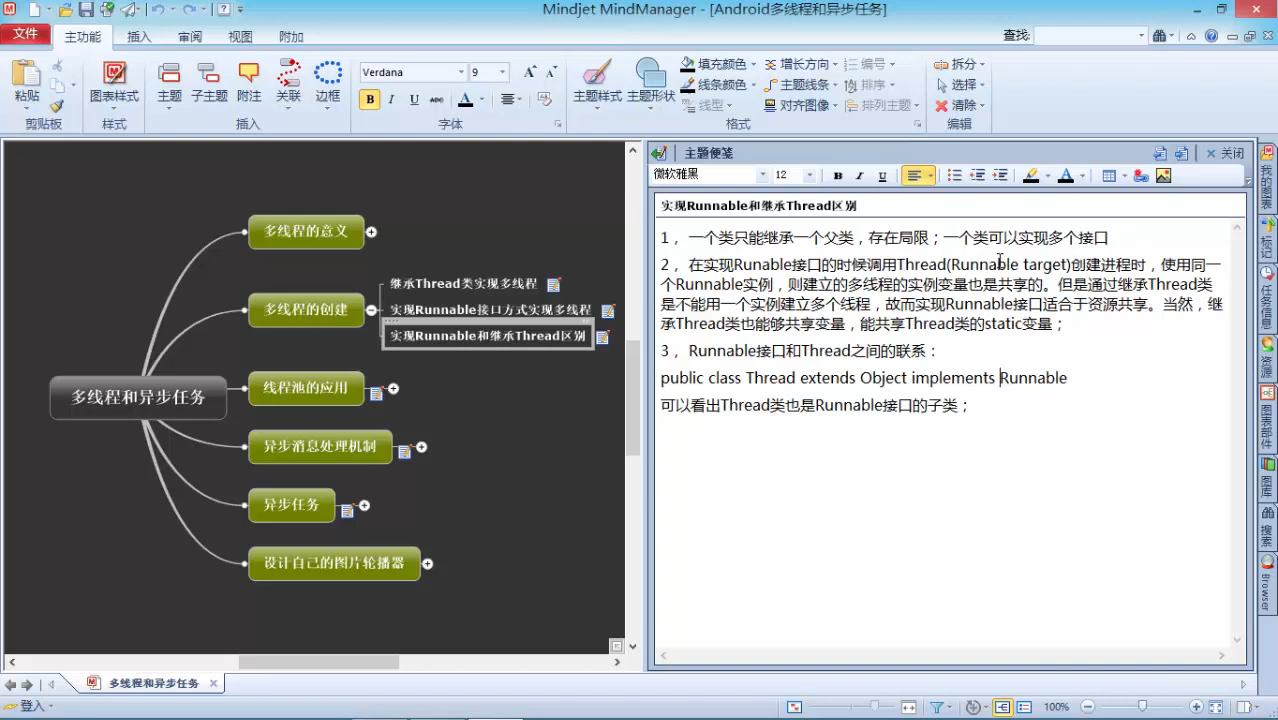 Mindjet MindManager - [Android多线程和异步任务]
文件 主功能 插入 审阅 视图 附加 查找:
粘贴 图表样式 主题 子主题 附注 关联 边框
Verdana 9
B I U abc A
主题样式 主题形状
填充颜色 增长方向 编号
线条颜色 主题线条 排序
线型 对齐图像 排列主题
拆分
选择
清除
剪贴板 样式 插入 字体 格式 编辑
多线程和异步任务
多线程的意义
多线程的创建
继承Thread类实现多线程
实现Runnable接口方式实现多线程
实现Runnable和继承Thread区别
线程池的应用
异步消息处理机制
异步任务
设计自己的图片轮播器
主题便笺 关闭
微软雅黑 12 B I U A
实现Runnable和继承Thread区别
1， 一个类只能继承一个父类，存在局限；一个类可以实现多个接口
2， 在实现Runable接口的时候调用Thread(Runnable target)创建进程时，使用同一
个Runnable实例，则建立的多线程的实例变量也是共享的。但是通过继承Thread类
是不能用一个实例建立多个线程，故而实现Runnable接口适合于资源共享。当然，继
承Thread类也能够共享变量，能共享Thread类的static变量；
3， Runnable接口和Thread之间的联系：
public class Thread extends Object implements Runnable
可以看出Thread类也是Runnable接口的子类；
我的图表
标记
任务信息
资源
地图部件
图库
搜索
Browser
多线程和异步任务
登入 100%